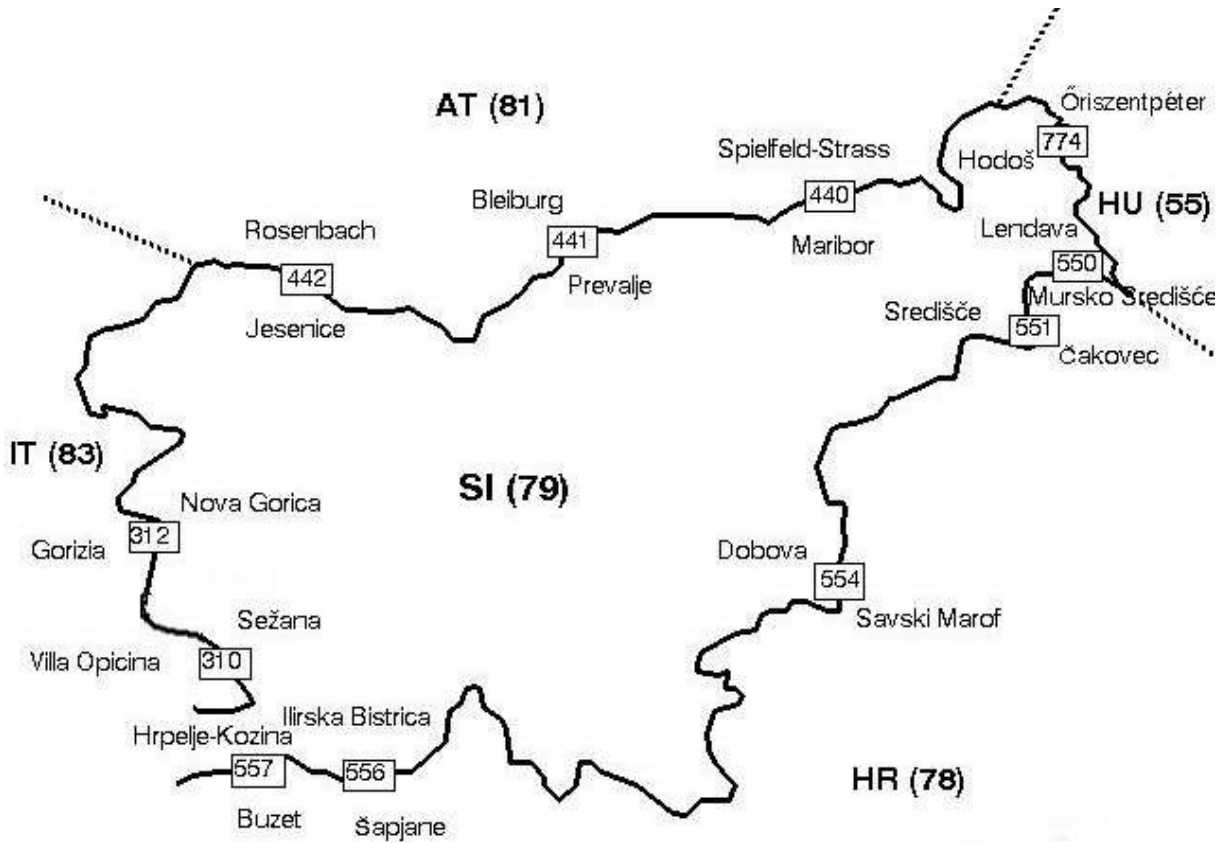 AT (81)
Őriszentpéter
774
Hodoš
Spielfeld-Strass
440
Maribor
HU (55)
Bleiburg
441
Prevalje
Rosenbach
442
Jesenice
Lendava
550
Mursko Središće
Središče
551
Čakovec
IT (83)
SI (79)
Nova Gorica
312
Gorizia
Dobova
554
Savski Marof
Sežana
Villa Opicina
310
Ilirska Bistrica
Hrpelje-Kozina
557
556
HR (78)
Buzet
Šapjane